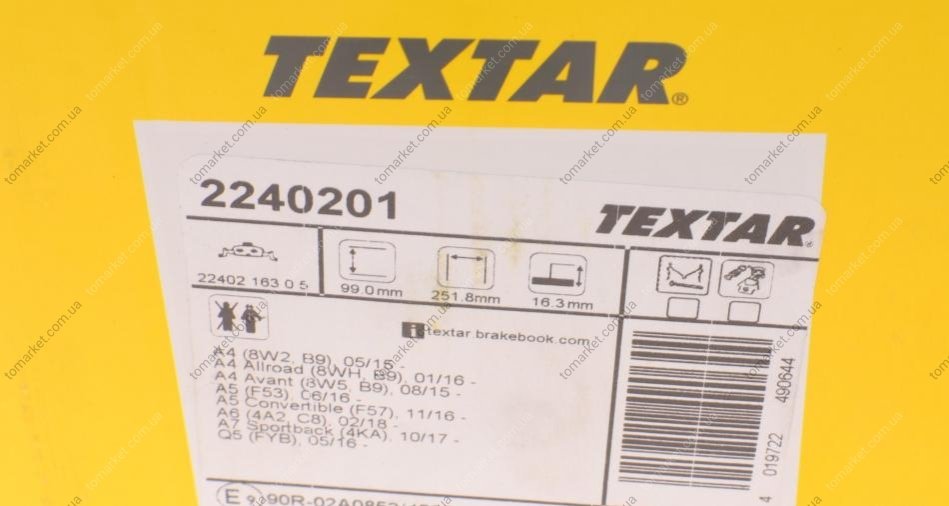 TEXTAR®
2240201
TEXTAR®
22402 163 0 5
99.0mm
251.8mm
16.3mm
textar.brakebook.com
A4 (8W2, B9), 05/15 -
A4 Allroad (8WH, B9), 01/16 -
A4 Avant (8W5, B9), 08/15 -
A5 (F53), 06/16 -
A5 Convertible (F57), 11/16 -
A6 (4A2, C8), 02/18 -
A7 Sportback (4KA), 10/17 -
Q5 (FYB), 05/16 -
4 019722 490644
tomarket.com.ua